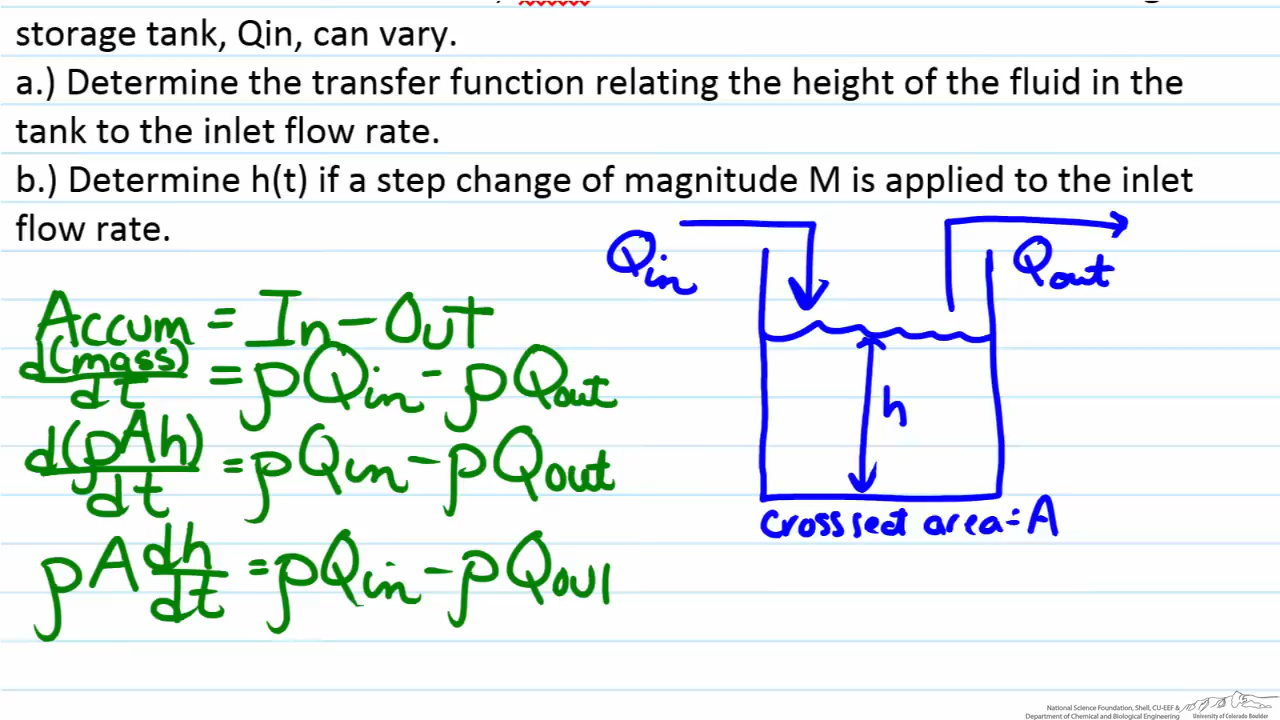 storage tank, Qin, can vary.
a.) Determine the transfer function relating the height of the fluid in the
tank to the inlet flow rate.
b.) Determine h(t) if a step change of magnitude M is applied to the inlet
flow rate.
Qin
Qout
Accum = In - Out
d(mass)/dt = ρQin - ρQout
h
d(ρAh)/dt = ρQin - ρQout
cross sect area = A
ρA dh/dt = ρQin - ρQout
National Science Foundation, Shell, CU-EEF &
Department of Chemical and Biological Engineering
University of Colorado Boulder